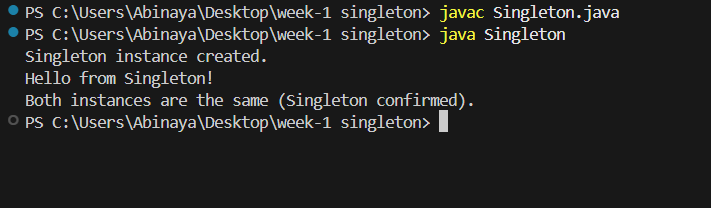 PS C:\Users\Abinaya\Desktop\week-1 singleton> javac Singleton.java
PS C:\Users\Abinaya\Desktop\week-1 singleton> java Singleton
Singleton instance created.
Hello from Singleton!
Both instances are the same (Singleton confirmed).
PS C:\Users\Abinaya\Desktop\week-1 singleton>